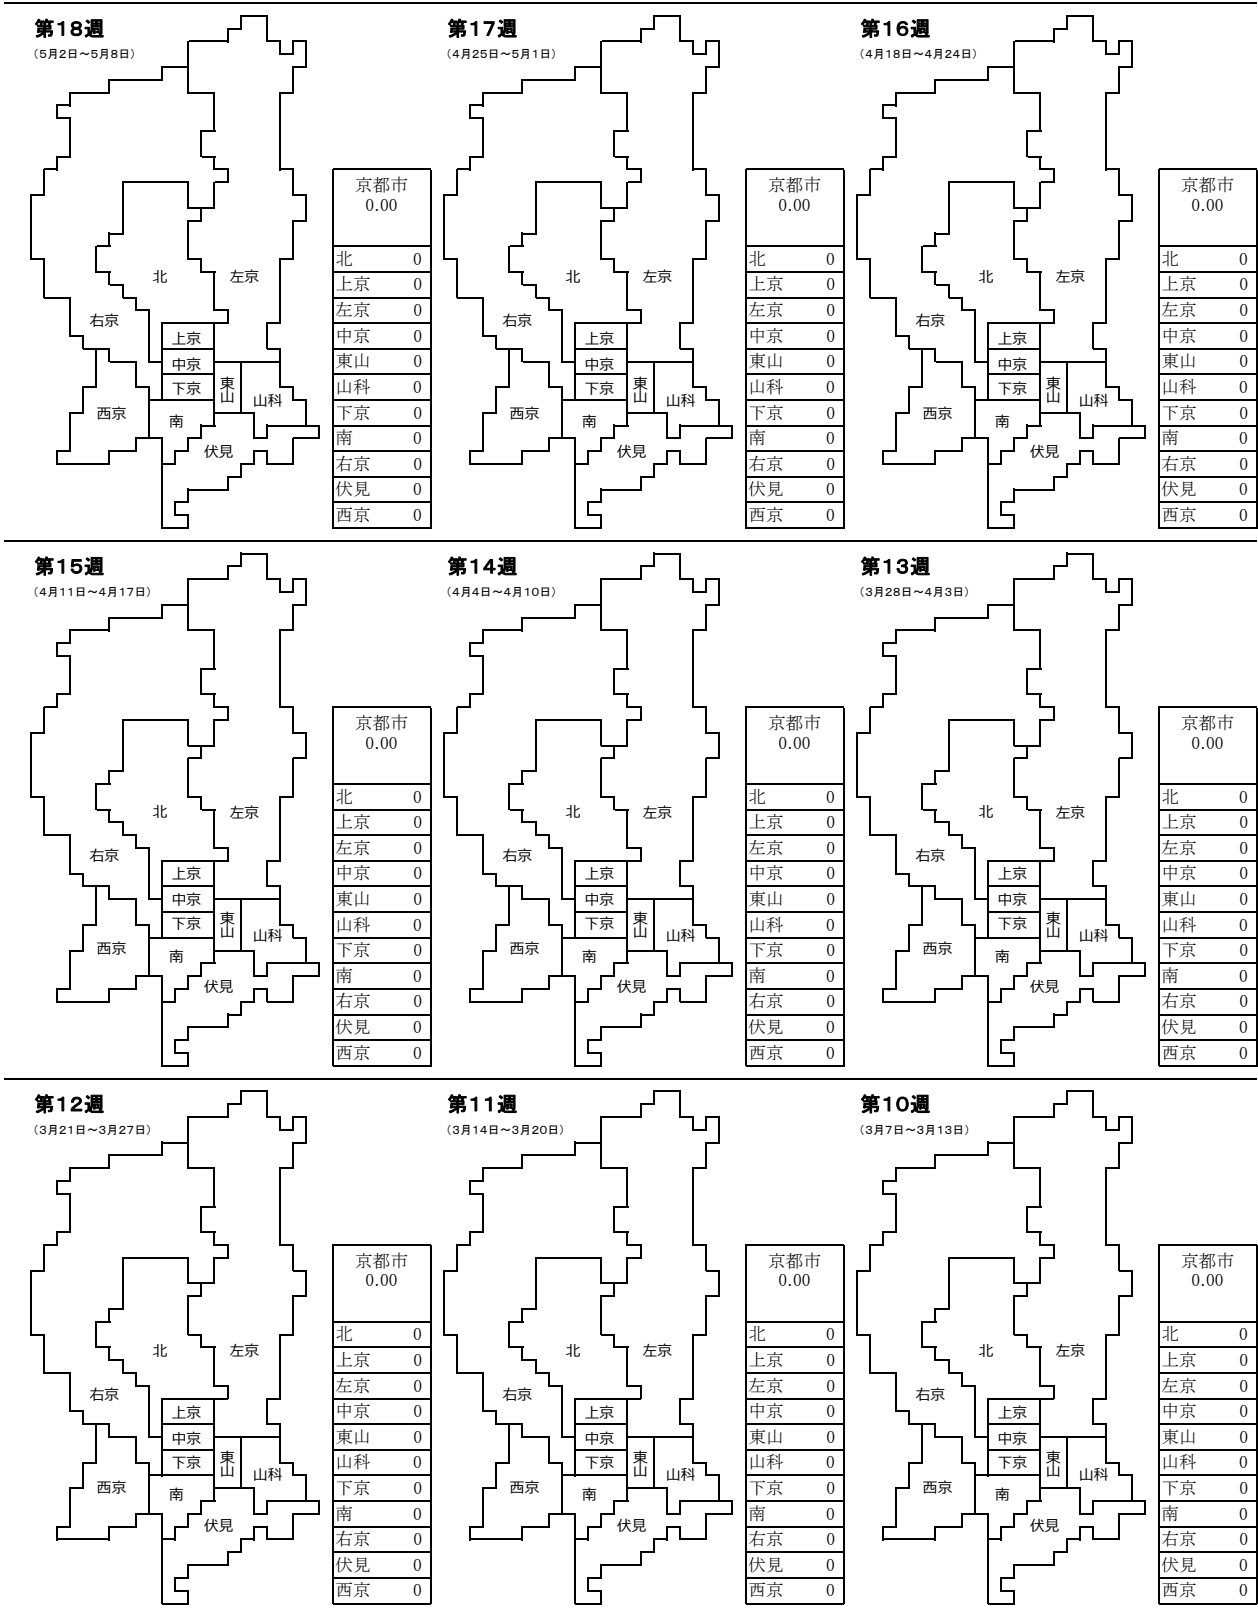 第18週
（5月2日～5月8日）
北
左京
右京
上京
中京
下京
東山
山科
西京
南
伏見
京都市
0.00
北 0
上京 0
左京 0
中京 0
東山 0
山科 0
下京 0
南 0
右京 0
伏見 0
西京 0
第17週
（4月25日～5月1日）
北
左京
右京
上京
中京
下京
東山
山科
西京
南
伏見
京都市
0.00
北 0
上京 0
左京 0
中京 0
東山 0
山科 0
下京 0
南 0
右京 0
伏見 0
西京 0
第16週
（4月18日～4月24日）
北
左京
右京
上京
中京
下京
東山
山科
西京
南
伏見
京都市
0.00
北 0
上京 0
左京 0
中京 0
東山 0
山科 0
下京 0
南 0
右京 0
伏見 0
西京 0
第15週
（4月11日～4月17日）
北
左京
右京
上京
中京
下京
東山
山科
西京
南
伏見
京都市
0.00
北 0
上京 0
左京 0
中京 0
東山 0
山科 0
下京 0
南 0
右京 0
伏見 0
西京 0
第14週
（4月4日～4月10日）
北
左京
右京
上京
中京
下京
東山
山科
西京
南
伏見
京都市
0.00
北 0
上京 0
左京 0
中京 0
東山 0
山科 0
下京 0
南 0
右京 0
伏見 0
西京 0
第13週
（3月28日～4月3日）
北
左京
右京
上京
中京
下京
東山
山科
西京
南
伏見
京都市
0.00
北 0
上京 0
左京 0
中京 0
東山 0
山科 0
下京 0
南 0
右京 0
伏見 0
西京 0
第12週
（3月21日～3月27日）
北
左京
右京
上京
中京
下京
東山
山科
西京
南
伏見
京都市
0.00
北 0
上京 0
左京 0
中京 0
東山 0
山科 0
下京 0
南 0
右京 0
伏見 0
西京 0
第11週
（3月14日～3月20日）
北
左京
右京
上京
中京
下京
東山
山科
西京
南
伏見
京都市
0.00
北 0
上京 0
左京 0
中京 0
東山 0
山科 0
下京 0
南 0
右京 0
伏見 0
西京 0
第10週
（3月7日～3月13日）
北
左京
右京
上京
中京
下京
東山
山科
西京
南
伏見
京都市
0.00
北 0
上京 0
左京 0
中京 0
東山 0
山科 0
下京 0
南 0
右京 0
伏見 0
西京 0